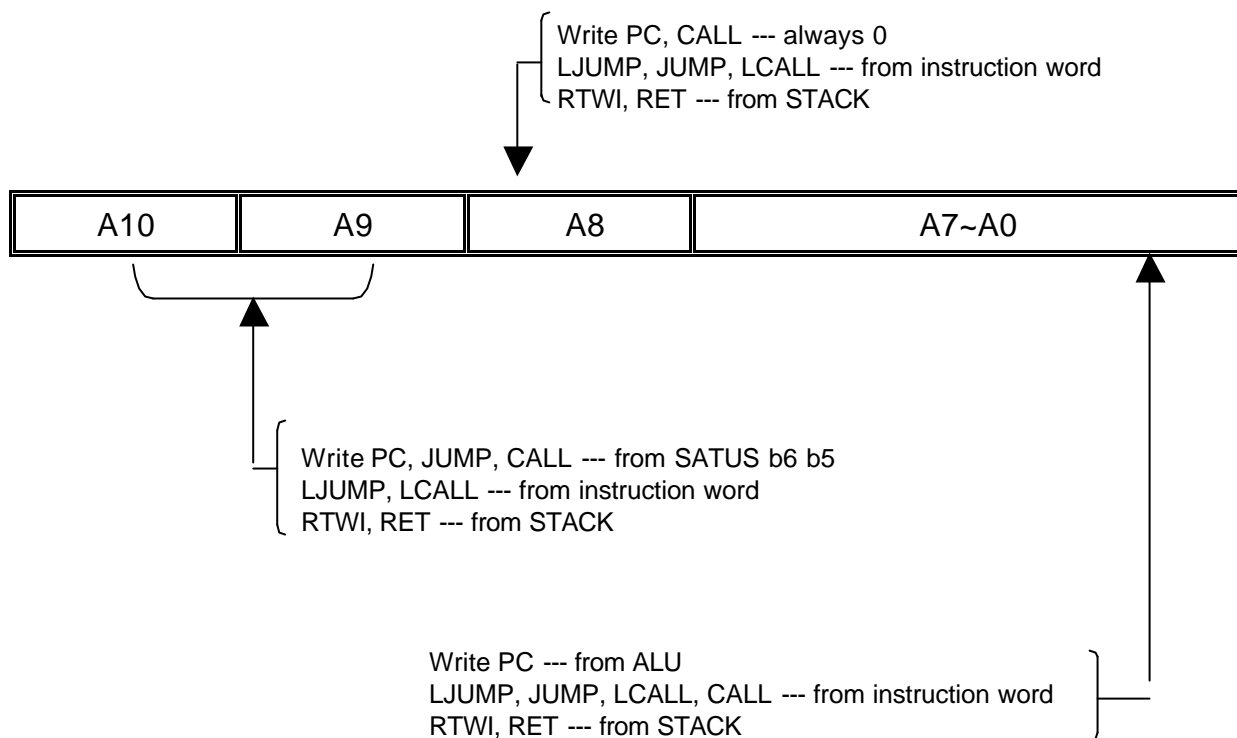 Write PC, CALL --- always 0
LJUMP, JUMP, LCALL --- from instruction word
RTWI, RET --- from STACK
A10 A9 A8 A7~A0
Write PC, JUMP, CALL --- from SATUS b6 b5
LJUMP, LCALL --- from instruction word
RTWI, RET --- from STACK
Write PC --- from ALU
LJUMP, JUMP, LCALL, CALL --- from instruction word
RTWI, RET --- from STACK